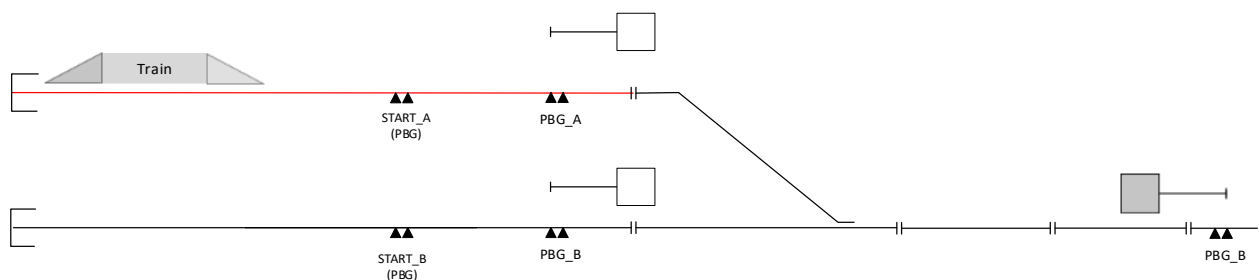 Train
START_A
(PBG)
PBG_A
START_B
(PBG)
PBG_B
PBG_B